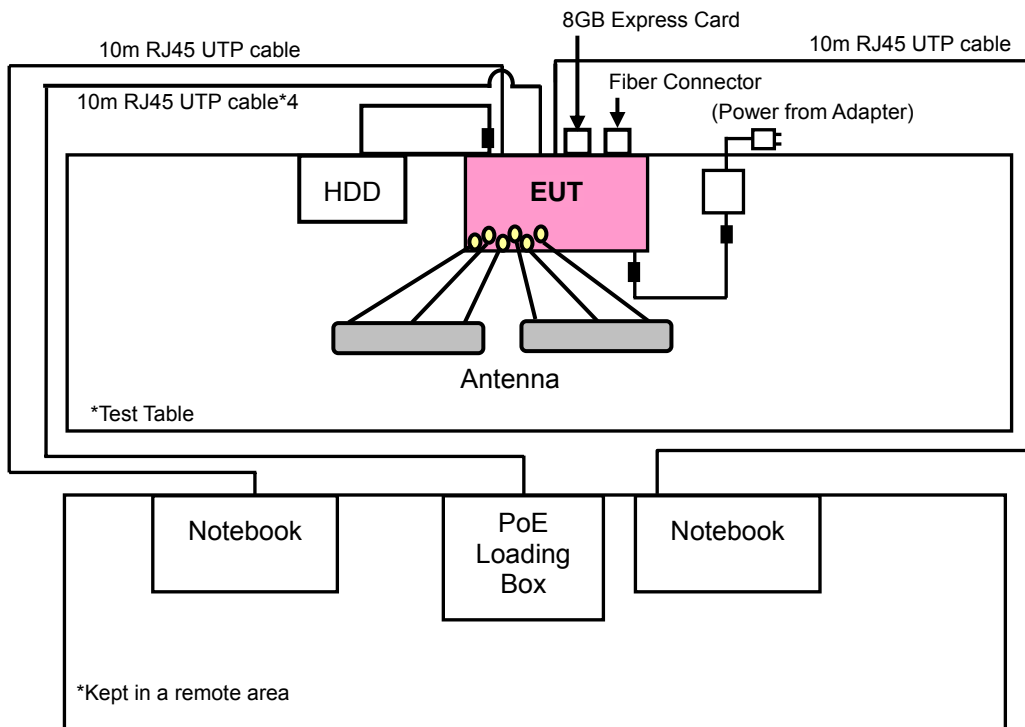 8GB Express Card
10m RJ45 UTP cable
10m RJ45 UTP cable
Fiber Connector
10m RJ45 UTP cable*4
(Power from Adapter)
HDD
EUT
Antenna
*Test Table
Notebook
PoE
Loading
Box
Notebook
*Kept in a remote area